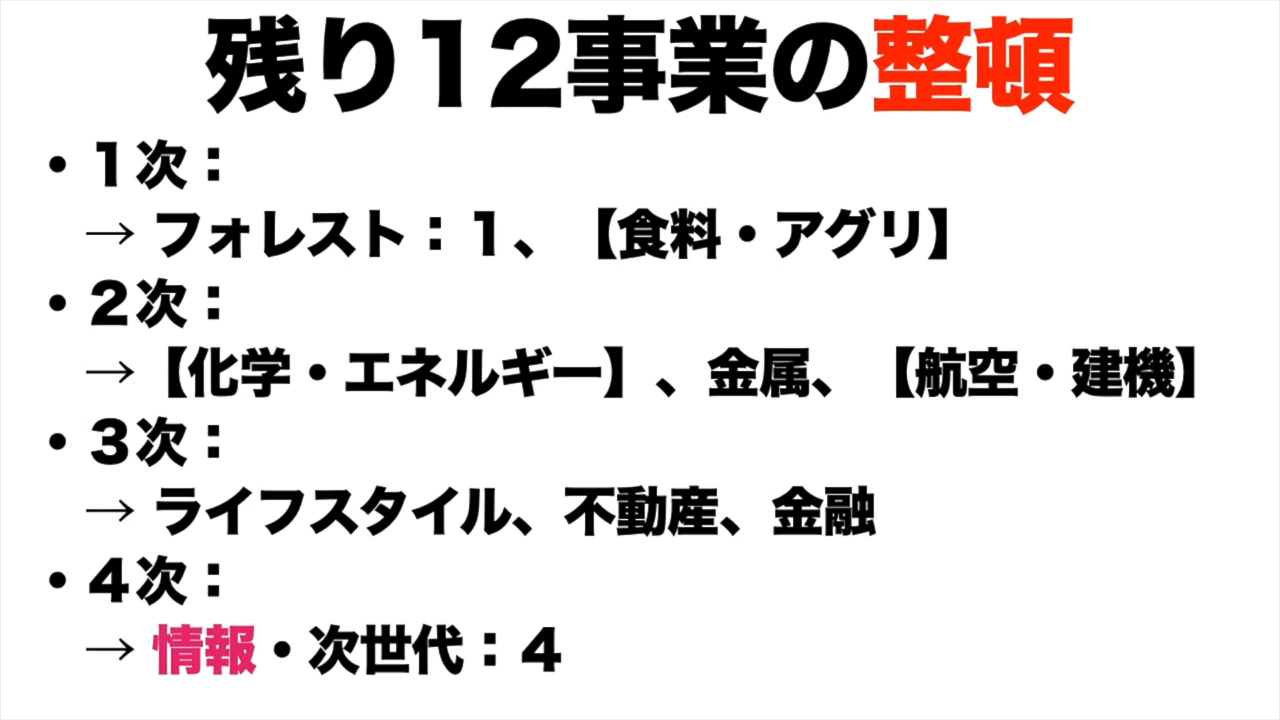 残り12事業の整頓
• １次：
→ フォレスト：１、【食料・アグリ】
• ２次：
→【化学・エネルギー】、金属、【航空・建機】
• ３次：
→ ライフスタイル、不動産、金融
• ４次：
→ 情報・次世代：４